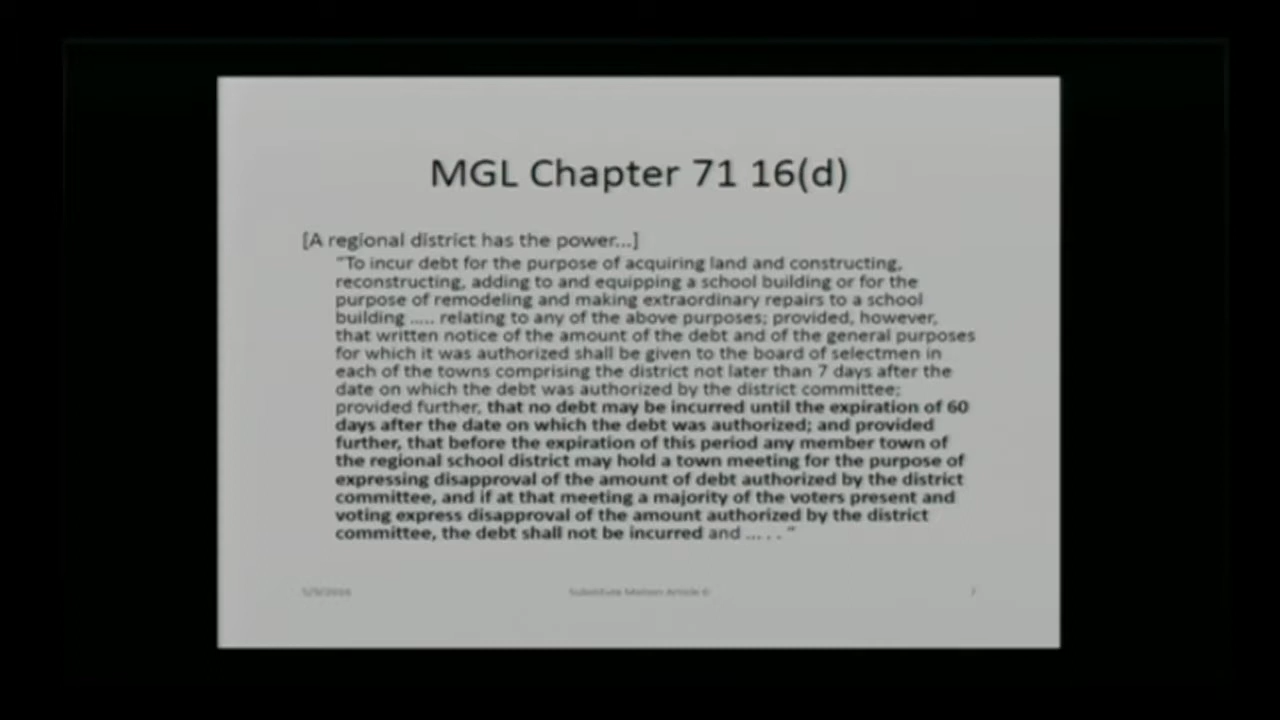 MGL Chapter 71 16(d)
[A regional district has the power...]
"To incur debt for the purpose of acquiring land and constructing,
reconstructing, adding to and equipping a school building or for the
purpose of remodeling and making extraordinary repairs to a school
building ..... relating to any of the above purposes; provided, however,
that written notice of the amount of the debt and of the general purposes
for which it was authorized shall be given to the board of selectmen in
each of the towns comprising the district not later than 7 days after the
date on which the debt was authorized by the district committee;
provided further, that no debt may be incurred until the expiration of 60
days after the date on which the debt was authorized; and provided
further, that before the expiration of this period any member town of
the regional school district may hold a town meeting for the purpose of
expressing disapproval of the amount of debt authorized by the district
committee, and if at that meeting a majority of the voters present and
voting express disapproval of the amount authorized by the district
committee, the debt shall not be incurred and ... . . "
Substitute Motion Article 6
7